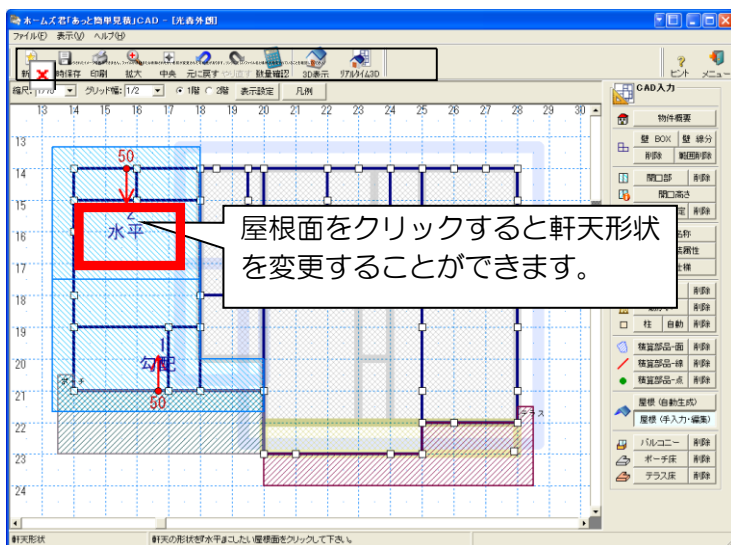 ホームズ君「あっと簡単見積」CAD - [光森外朗]
ファイル(F) 表示(V) ヘルプ(H)
時保存 印刷 拡大 中央 元に戻す やり直す 数量確認 3D表示 リアルタイム3D ヒント メニュー
縮尺: 1/70 グリッド幅: 1/2 1階 2階 表示設定 凡例
CAD入力
物件概要
壁 BOX 壁 線分
削除 範囲削除
開口部 削除
開口高さ
削除
削除
柱 自動 削除
積算部品-面 削除
積算部品-線 削除
積算部品-点 削除
屋根 (自動生成)
屋根 (手入力・編集)
バルコニー 削除
ポーチ床 削除
テラス床 削除
13 14 15 16 17 18 19 20 21 22 23 24 25 26 27 28 29 30
13
14
15
16
17
18
19
20
21
22
23
24
50
2
水平
屋根面をクリックすると軒天形状
を変更することができます。
1
勾配
50
ポーチ
テラス
軒天形状
軒天の形状を『水平』にしたい屋根面をクリックして下さい。